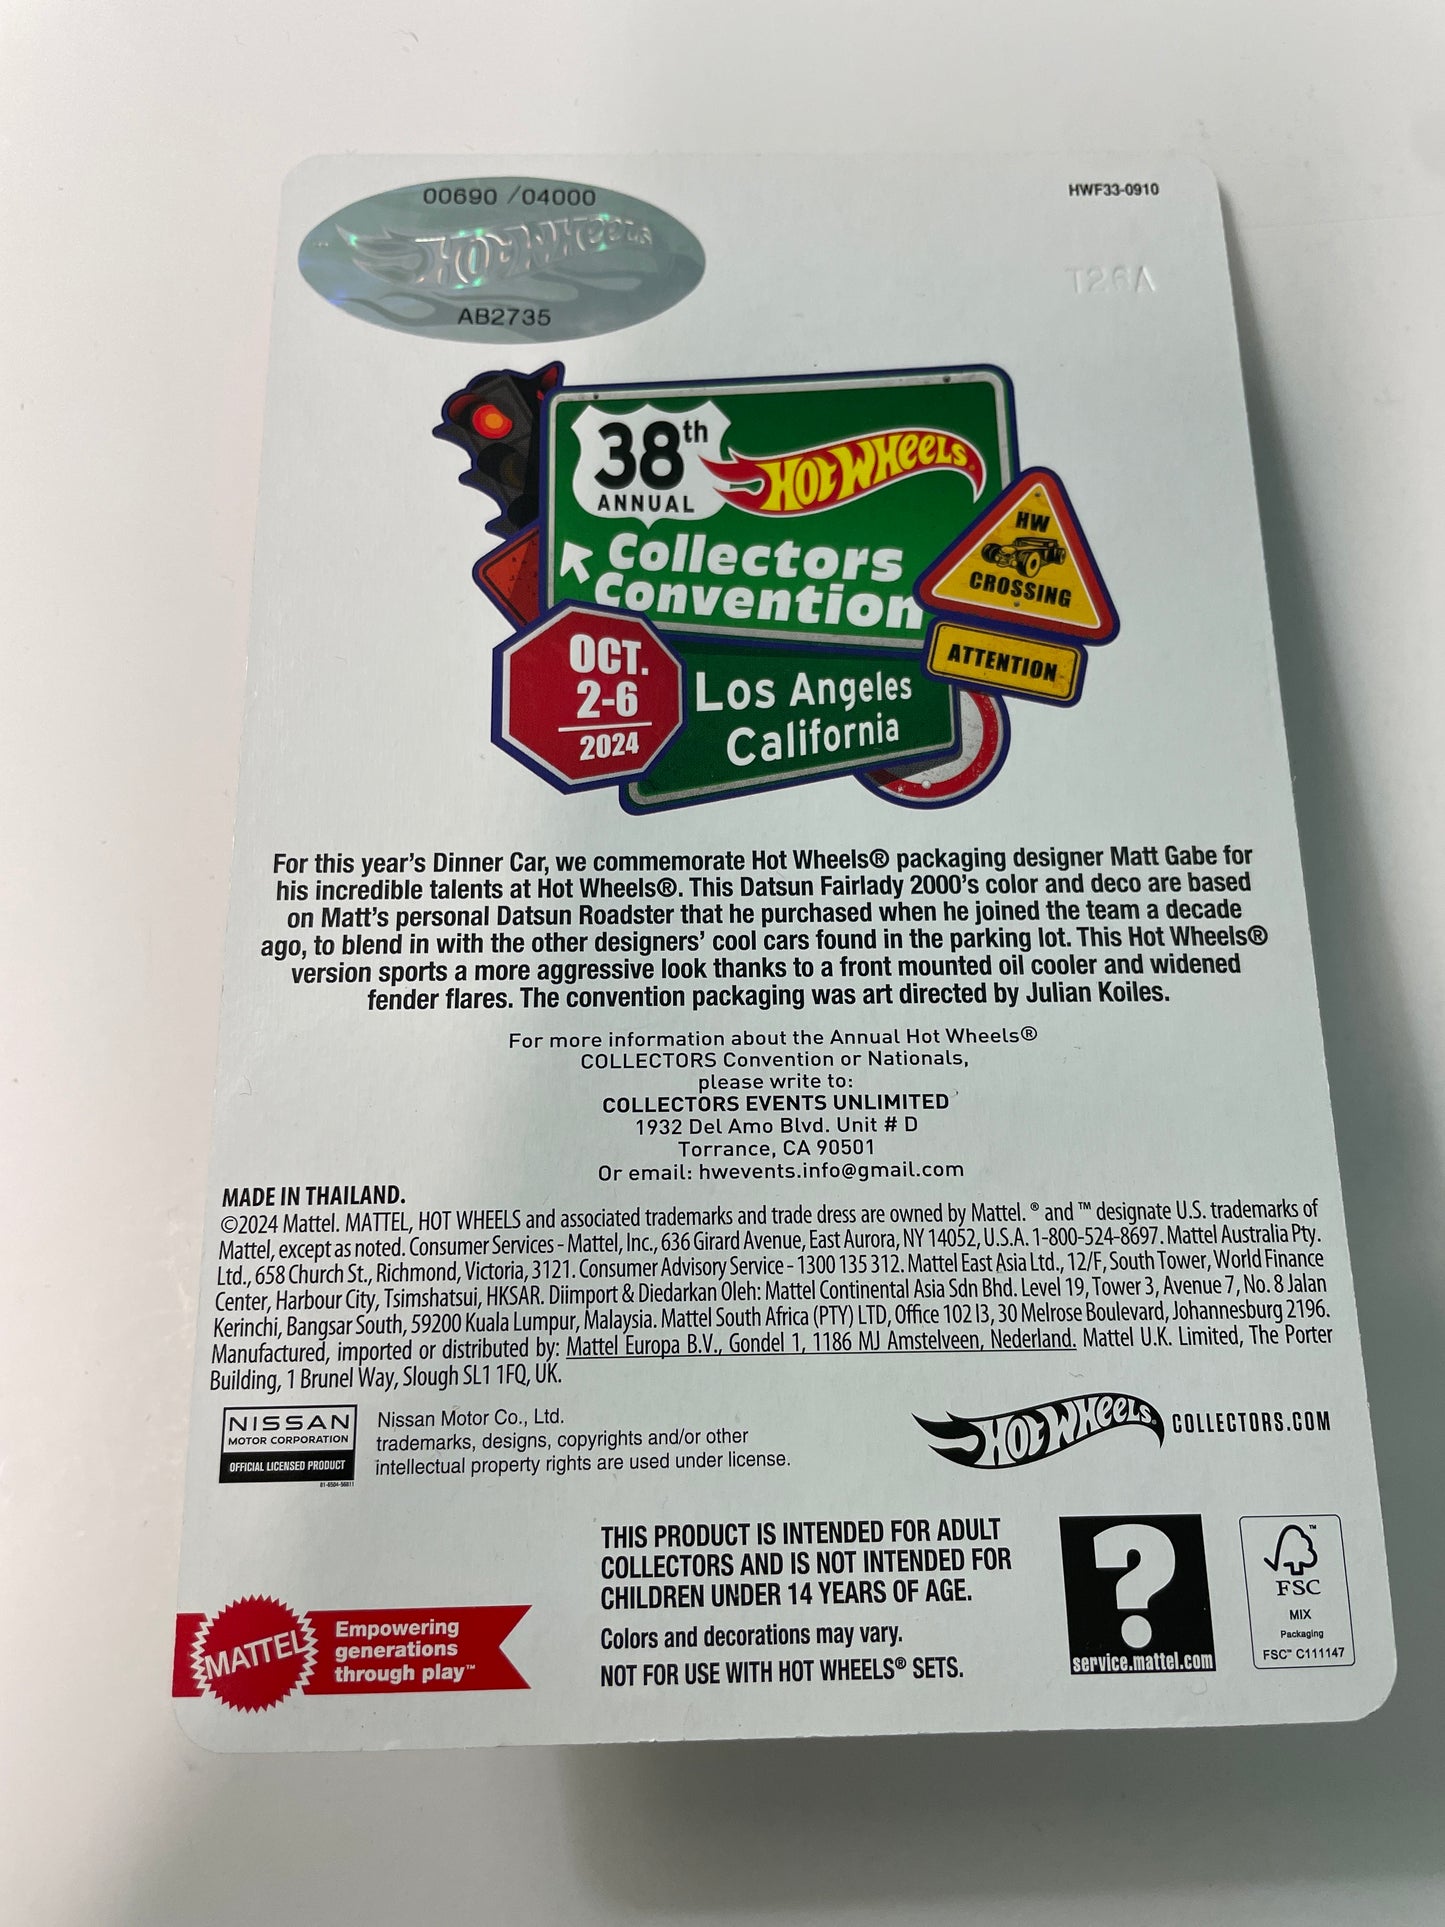 00690 /04000
HOT WHEELS
AB2735
HWF33-0910
38th
ANNUAL
HOT WHEELS®
Collectors
Convention
HW
CROSSING
ATTENTION
OCT.
2-6
2024
Los Angeles
California
For this year's Dinner Car, we commemorate Hot Wheels® packaging designer Matt Gabe for
his incredible talents at Hot Wheels®. This Datsun Fairlady 2000's color and deco are based
on Matt's personal Datsun Roadster that he purchased when he joined the team a decade
ago, to blend in with the other designers' cool cars found in the parking lot. This Hot Wheels®
version sports a more aggressive look thanks to a front mounted oil cooler and widened
fender flares. The convention packaging was art directed by Julian Koiles.
For more information about the Annual Hot Wheels®
COLLECTORS Convention or Nationals,
please write to:
COLLECTORS EVENTS UNLIMITED
1932 Del Amo Blvd. Unit # D
Torrance, CA 90501
Or email: hwevents.info@gmail.com
MADE IN THAILAND.
©2024 Mattel. MATTEL, HOT WHEELS and associated trademarks and trade dress are owned by Mattel. ® and ™ designate U.S. trademarks of
Mattel, except as noted. Consumer Services - Mattel, Inc., 636 Girard Avenue, East Aurora, NY 14052, U.S.A. 1-800-524-8697. Mattel Australia Pty.
Ltd., 658 Church St., Richmond, Victoria, 3121. Consumer Advisory Service - 1300 135 312. Mattel East Asia Ltd., 12/F, South Tower, World Finance
Center, Harbour City, Tsimshatsui, HKSAR. Diimport & Diedarkan Oleh: Mattel Continental Asia Sdn Bhd. Level 19, Tower 3, Avenue 7, No. 8 Jalan
Kerinchi, Bangsar South, 59200 Kuala Lumpur, Malaysia. Mattel South Africa (PTY) LTD, Office 102 I3, 30 Melrose Boulevard, Johannesburg 2196.
Manufactured, imported or distributed by: Mattel Europa B.V., Gondel 1, 1186 MJ Amstelveen, Nederland. Mattel U.K. Limited, The Porter
Building, 1 Brunel Way, Slough SL1 1FQ, UK.
NISSAN
MOTOR CORPORATION
OFFICIAL LICENSED PRODUCT
Nissan Motor Co., Ltd.
trademarks, designs, copyrights and/or other
intellectual property rights are used under license.
HOT WHEELS® COLLECTORS.COM
THIS PRODUCT IS INTENDED FOR ADULT
COLLECTORS AND IS NOT INTENDED FOR
CHILDREN UNDER 14 YEARS OF AGE.
Colors and decorations may vary.
NOT FOR USE WITH HOT WHEELS® SETS.
MATTEL
Empowering
generations
through play™
?
service.mattel.com
™
FSC
MIX
Packaging
FSC™ C111147